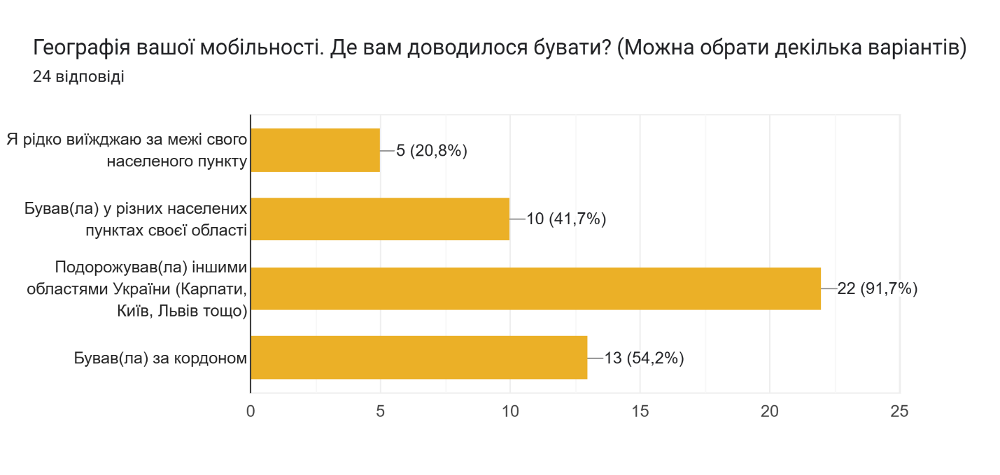 Географія вашої мобільності. Де вам доводилося бувати? (Можна обрати декілька варіантів)
24 відповіді
Я рідко виїжджаю за межі свого
населеного пункту
5 (20,8%)
Бував(ла) у різних населених
пунктах своєї області
10 (41,7%)
Подорожував(ла) іншими
областями України (Карпати,
Київ, Львів тощо)
22 (91,7%)
Бував(ла) за кордоном
13 (54,2%)
0 5 10 15 20 25